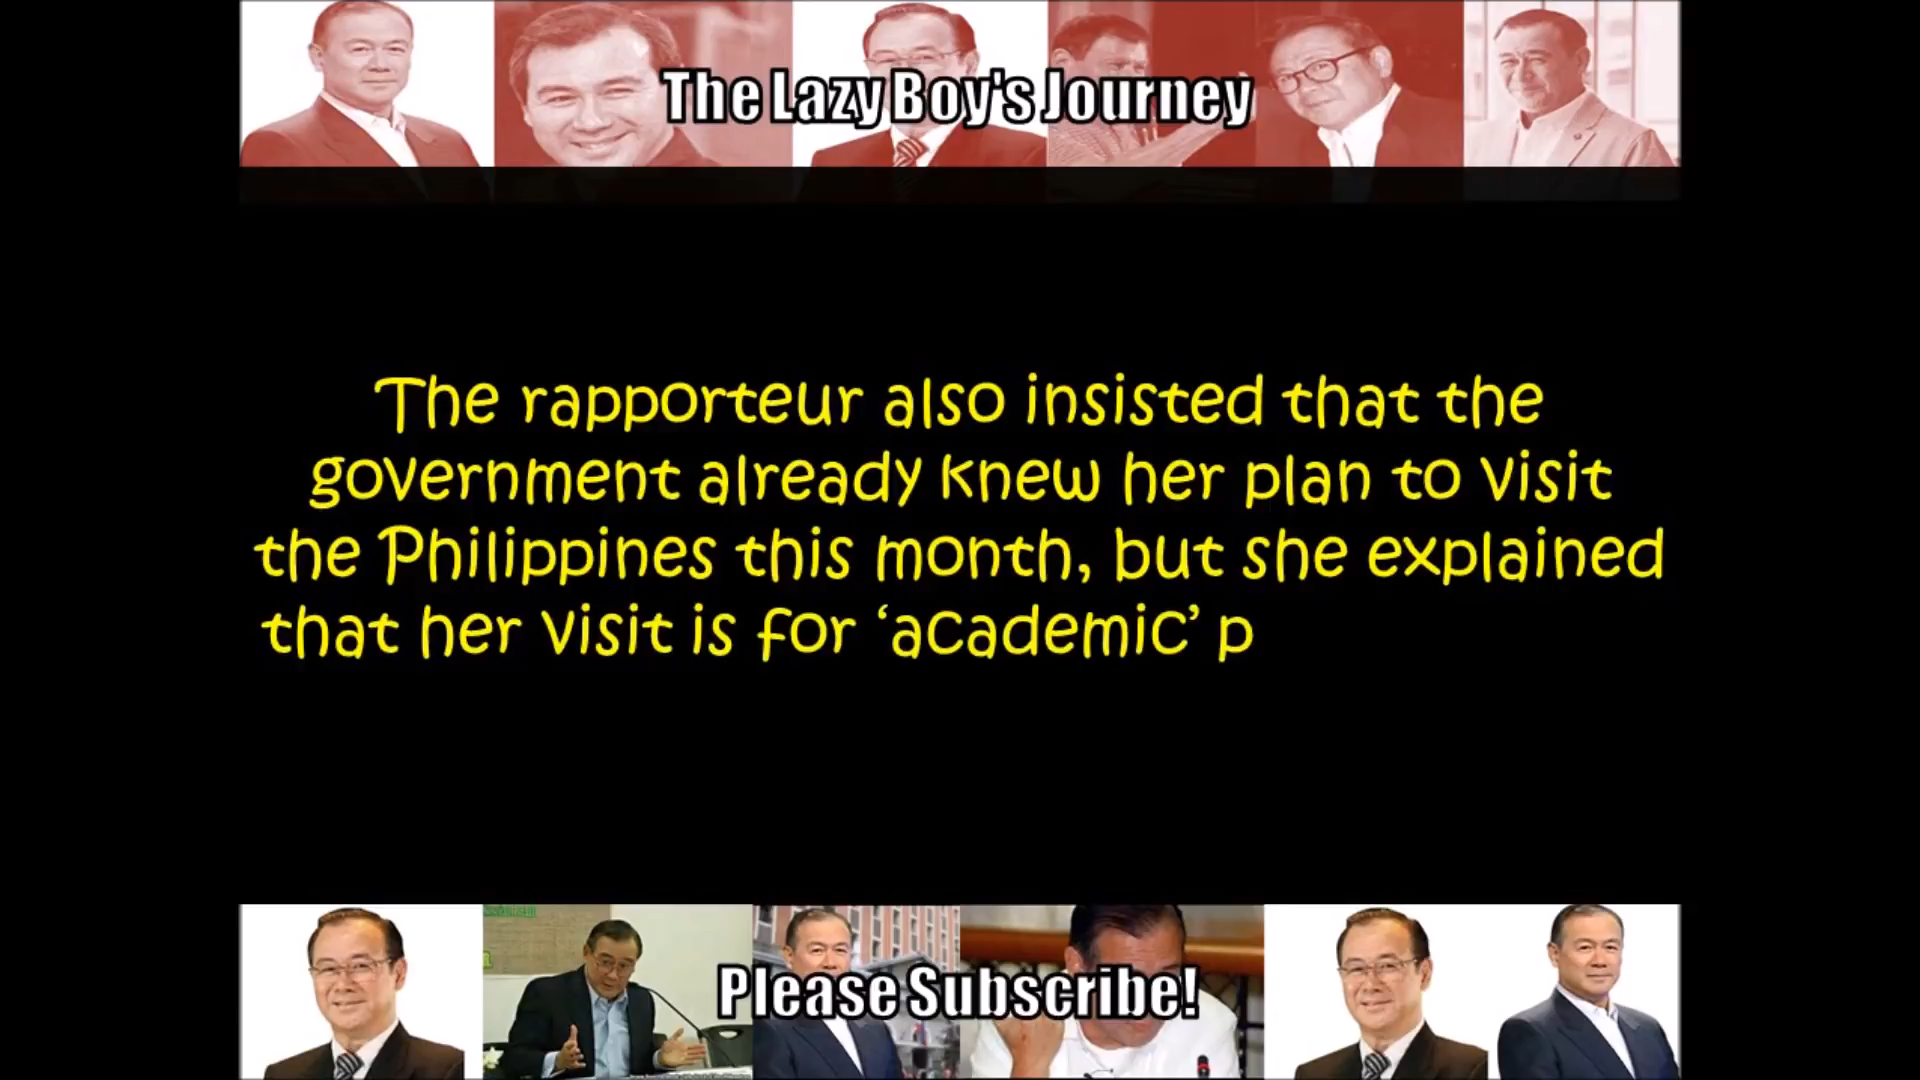 The Lazy Boy's Journey
The rapporteur also insisted that the
government already knew her plan to visit
the Philippines this month, but she explained
that her visit is for ‘academic’ p
Please Subscribe!